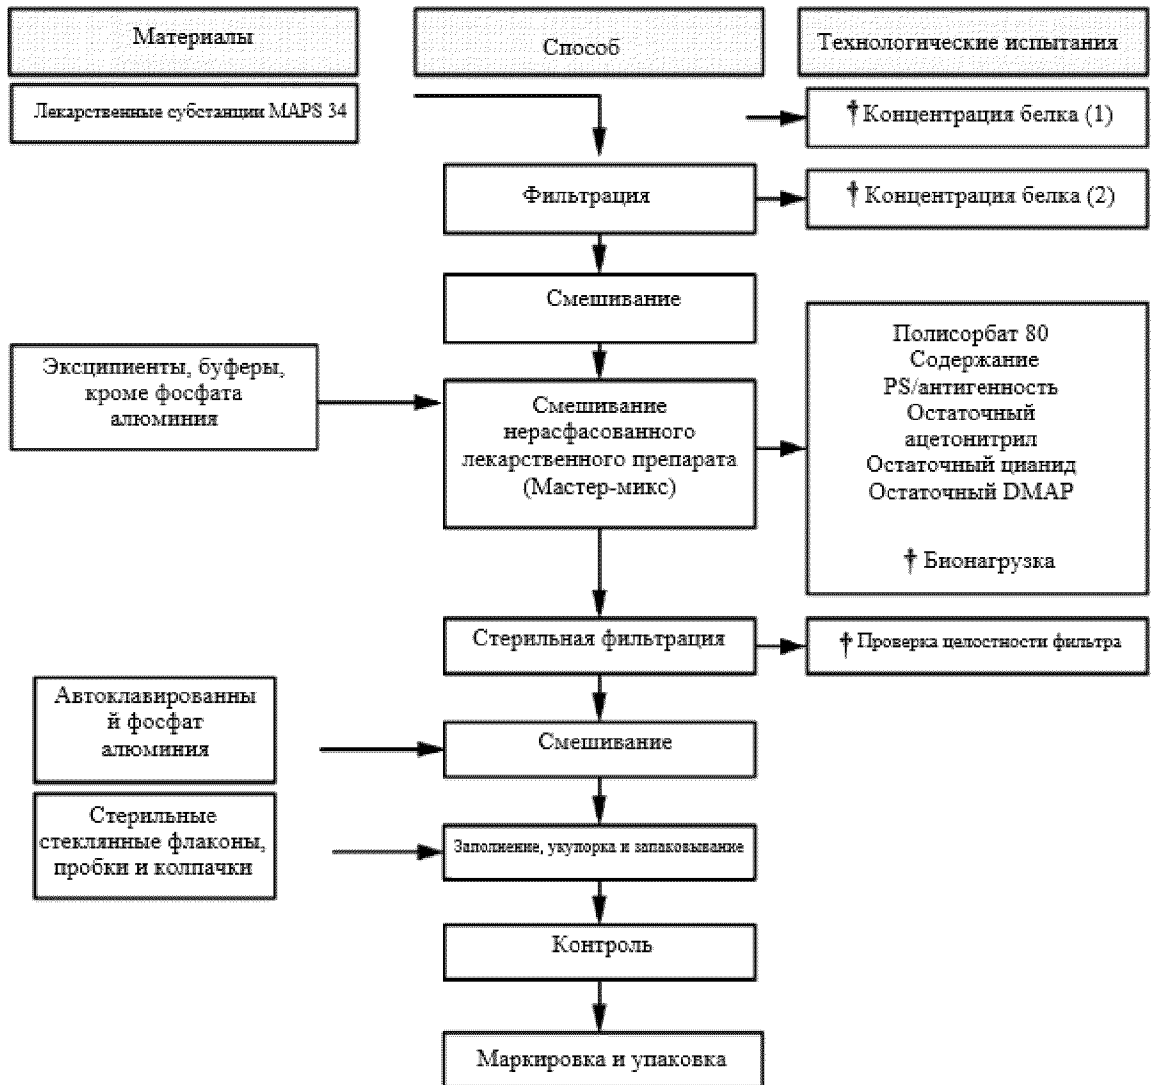 Материалы
Способ
Технологические испытания
Лекарственные субстанции MAPS 34
† Концентрация белка (1)
Фильтрация
† Концентрация белка (2)
Смешивание
Эксципиенты, буферы,
кроме фосфата
алюминия
Смешивание
нерасфасованного
лекарственного препарата
(Мастер-микс)
Полисорбат 80
Содержание
PS/антигенность
Остаточный
ацетонитрил
Остаточный цианид
Остаточный DMAP
† Бионагрузка
Стерильная фильтрация
† Проверка целостности фильтра
Автоклавированны
й фосфат
алюминия
Смешивание
Стерильные
стеклянные флаконы,
пробки и колпачки
Заполнение, укупорка и запаковывание
Контроль
Маркировка и упаковка